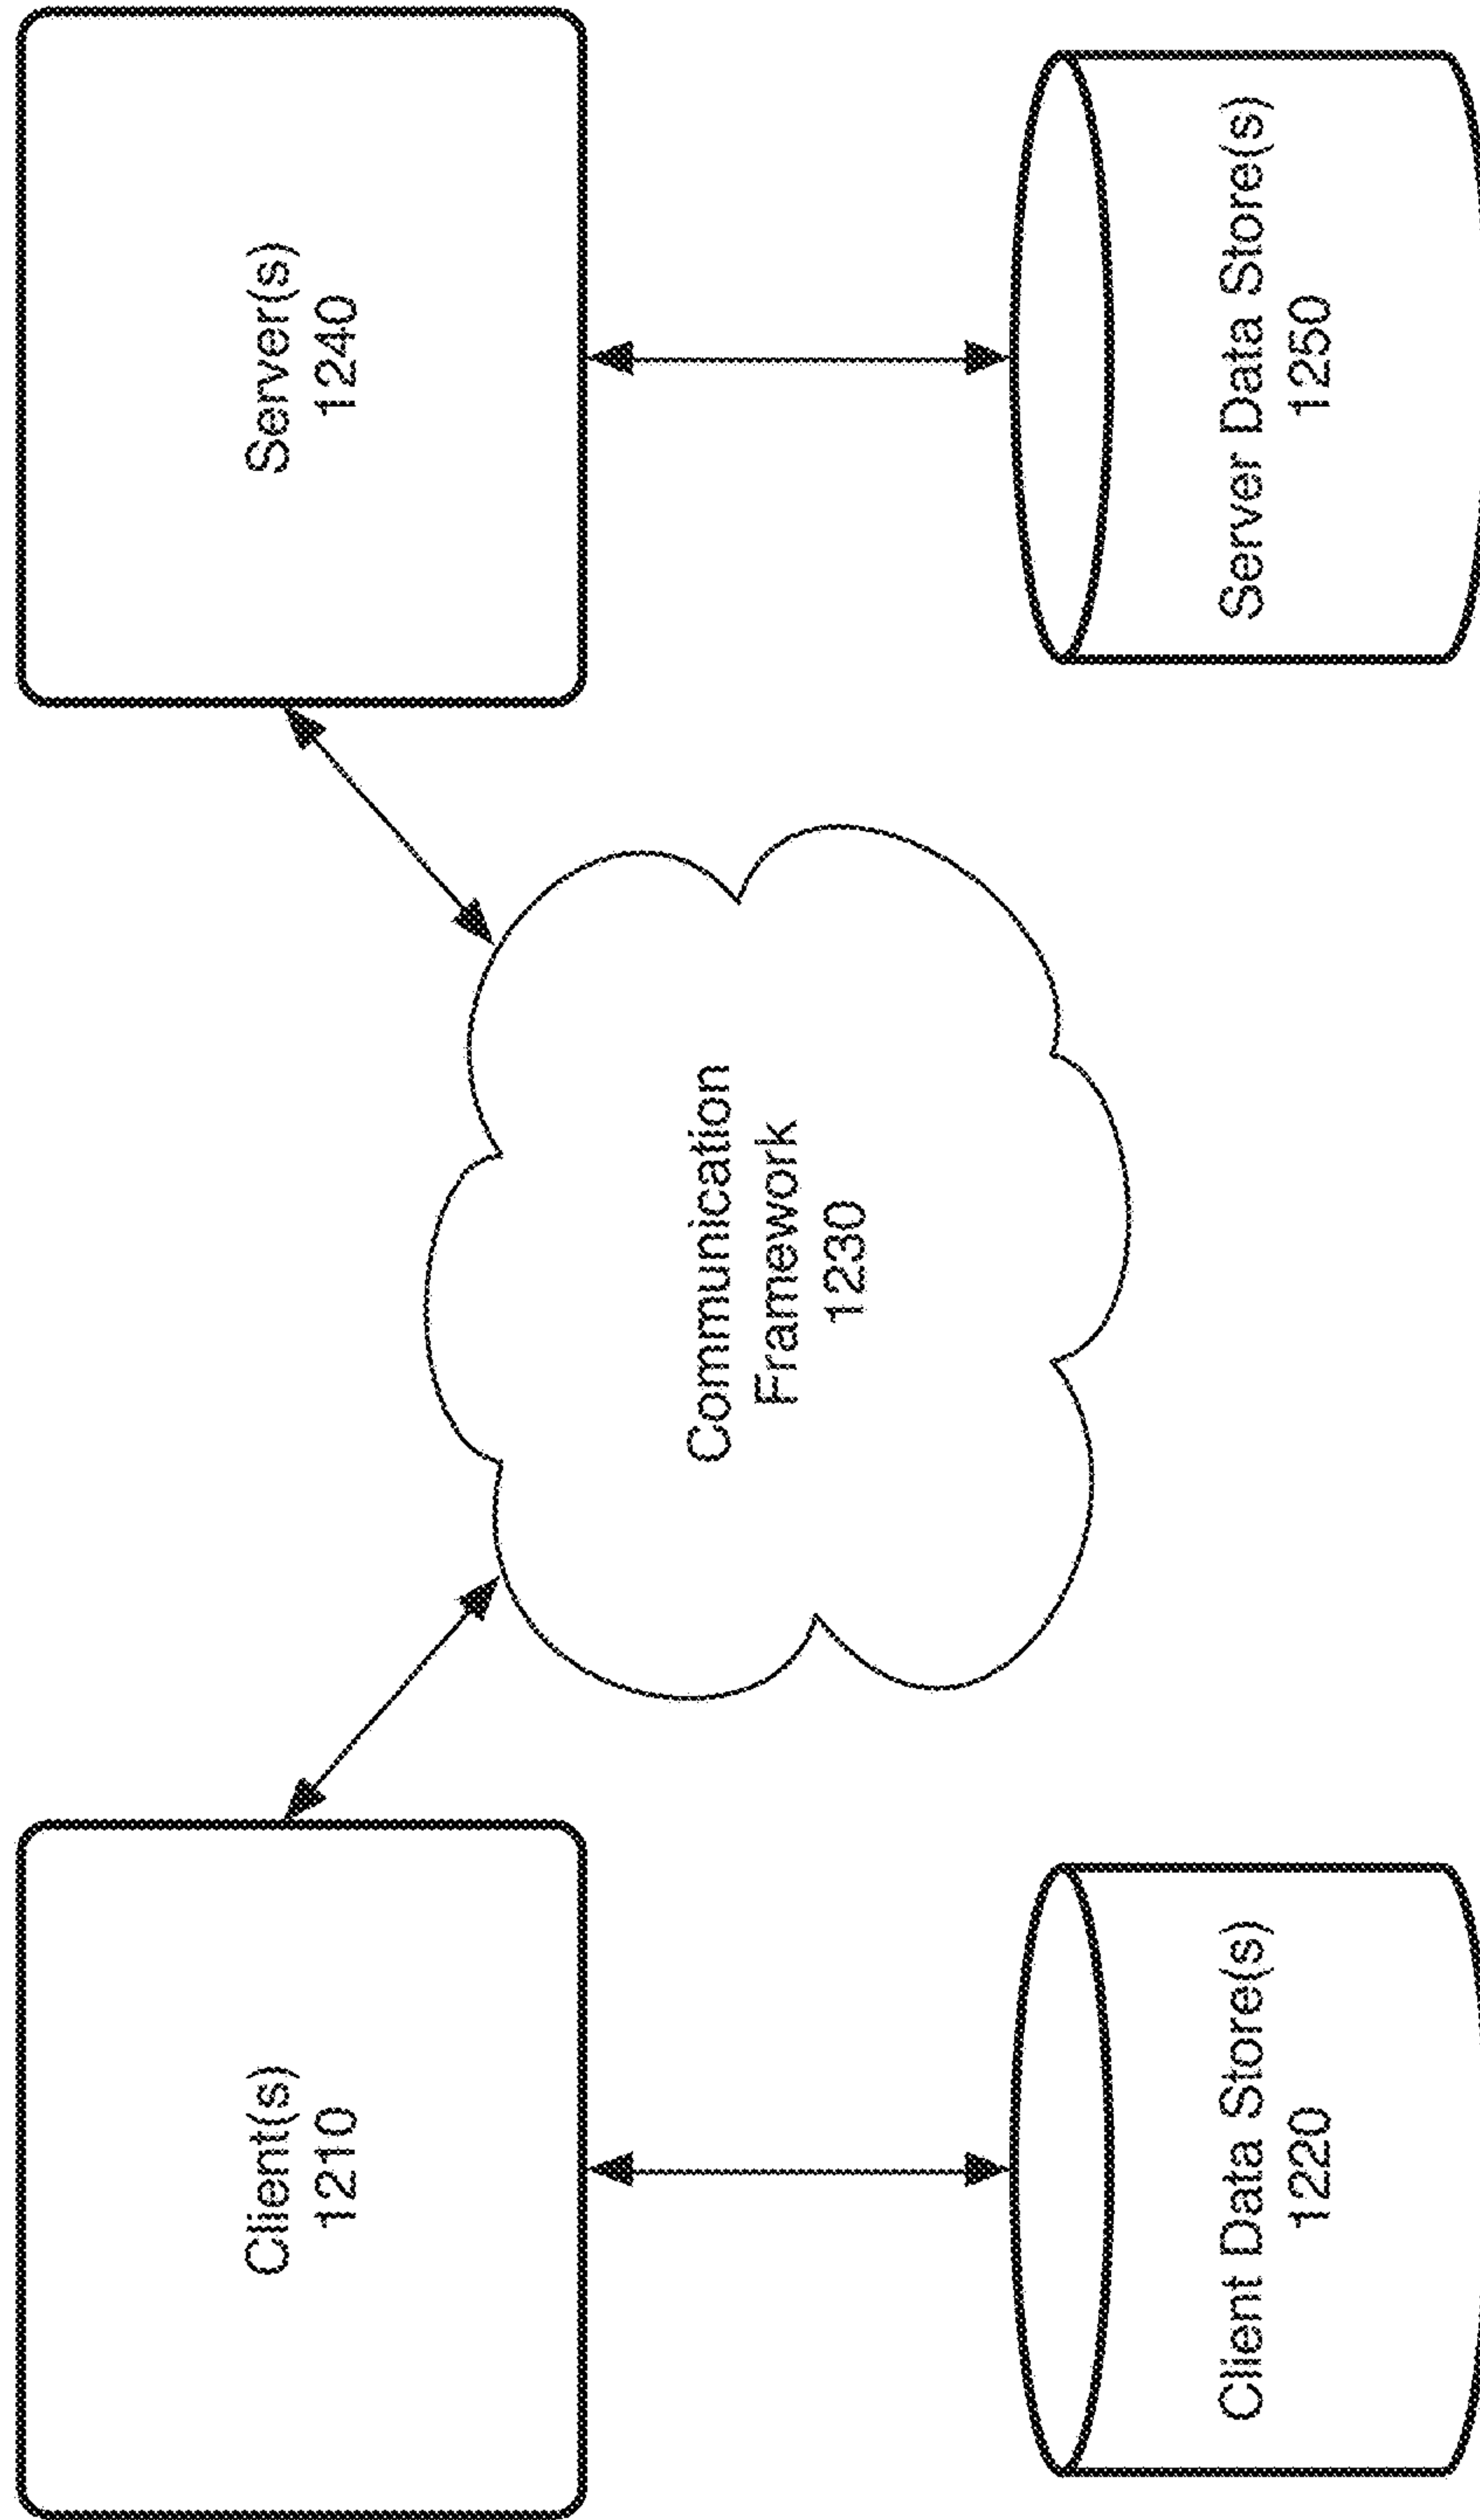 Client(s)
1210
Communication
Framework
1230
Server(s)
1240
Client Data Store(s)
1220
Server Data Store(s)
1250